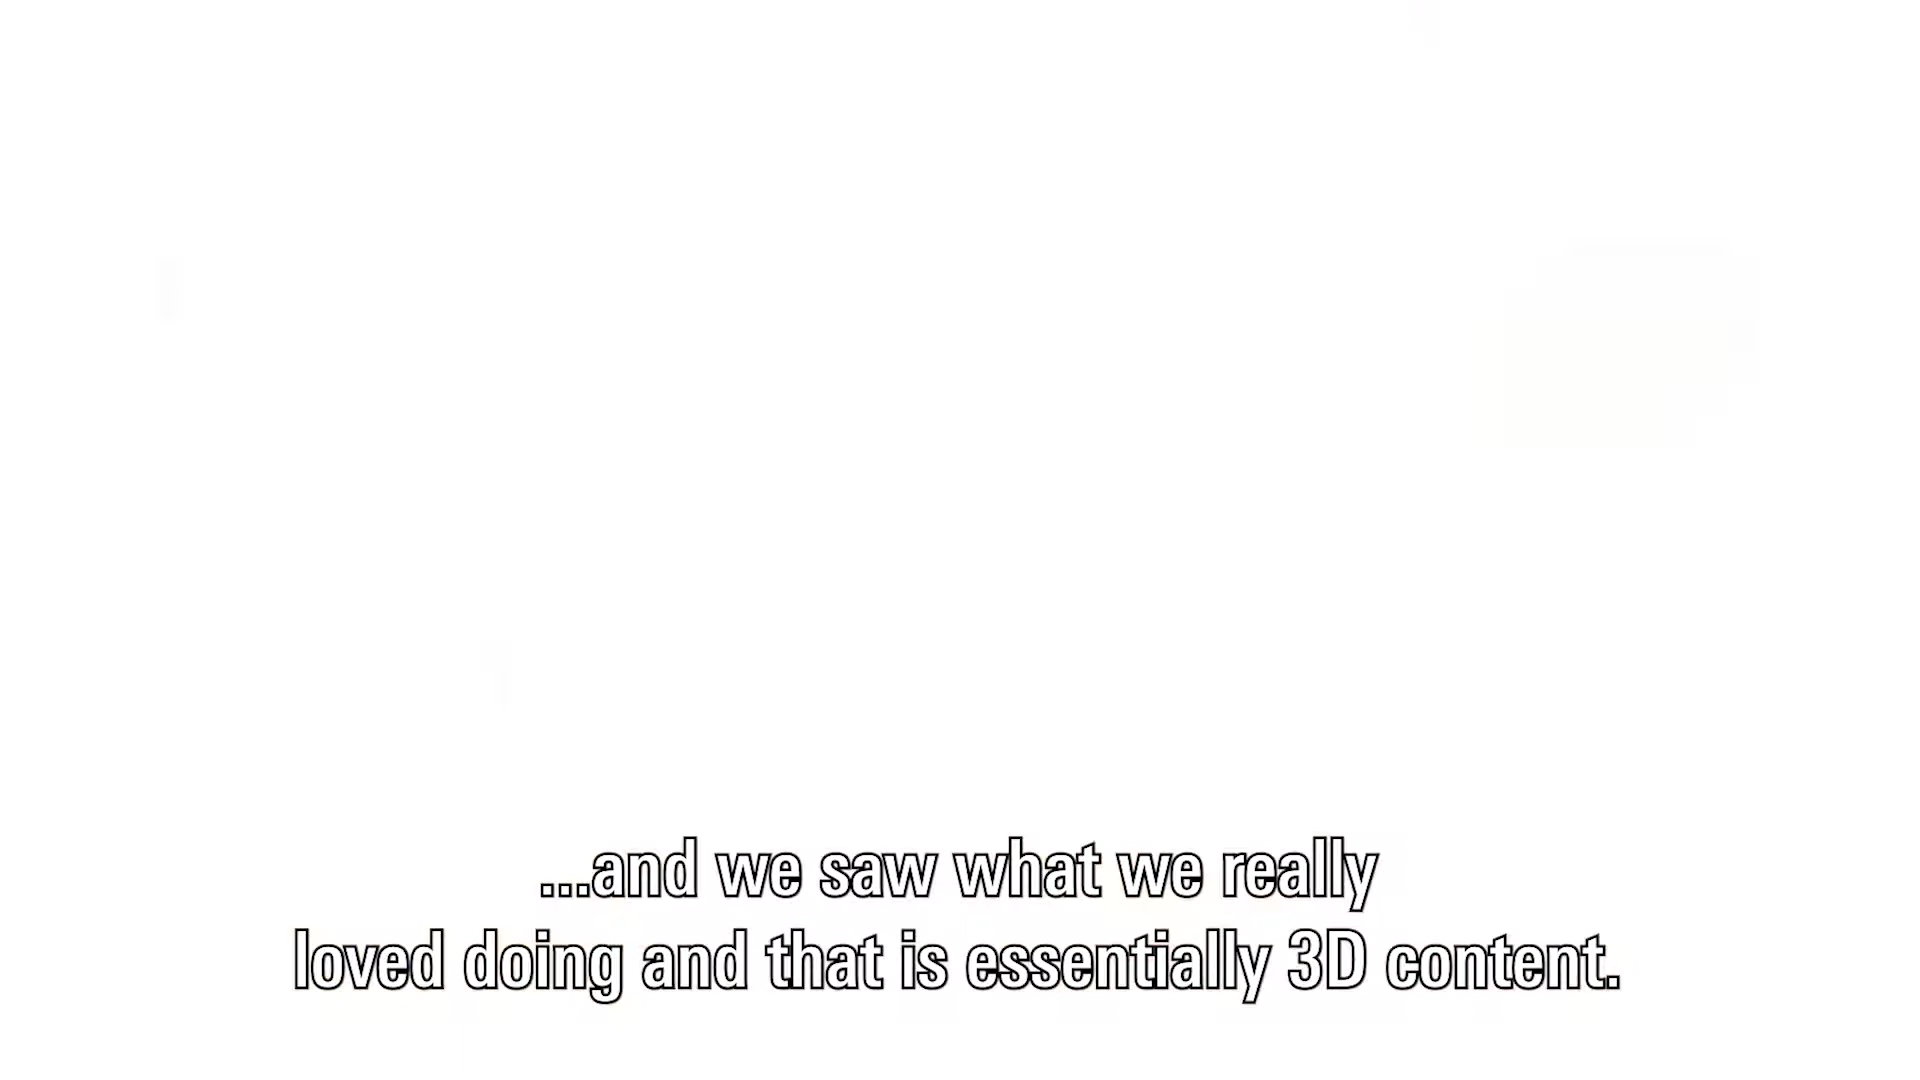 ...and we saw what we really
loved doing and that is essentially 3D content.